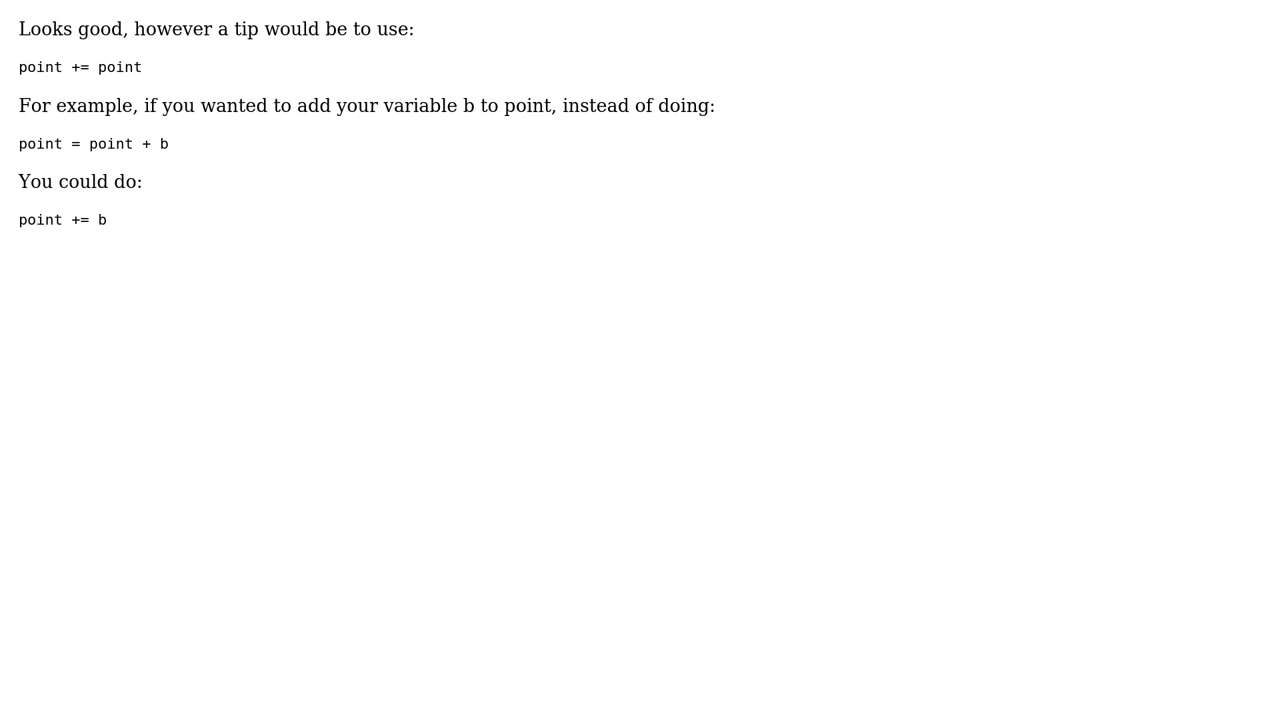 Looks good, however a tip would be to use:
point += point
For example, if you wanted to add your variable b to point, instead of doing:
point = point + b
You could do:
point += b